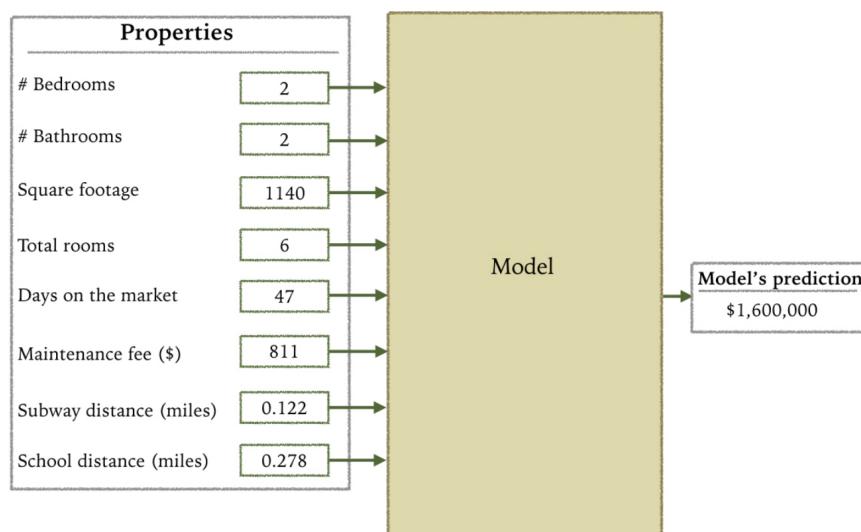 Properties
# Bedrooms 2
# Bathrooms 2
Square footage 1140
Total rooms 6
Days on the market 47
Maintenance fee ($) 811
Subway distance (miles) 0.122
School distance (miles) 0.278
Model
Model's prediction
$1,600,000